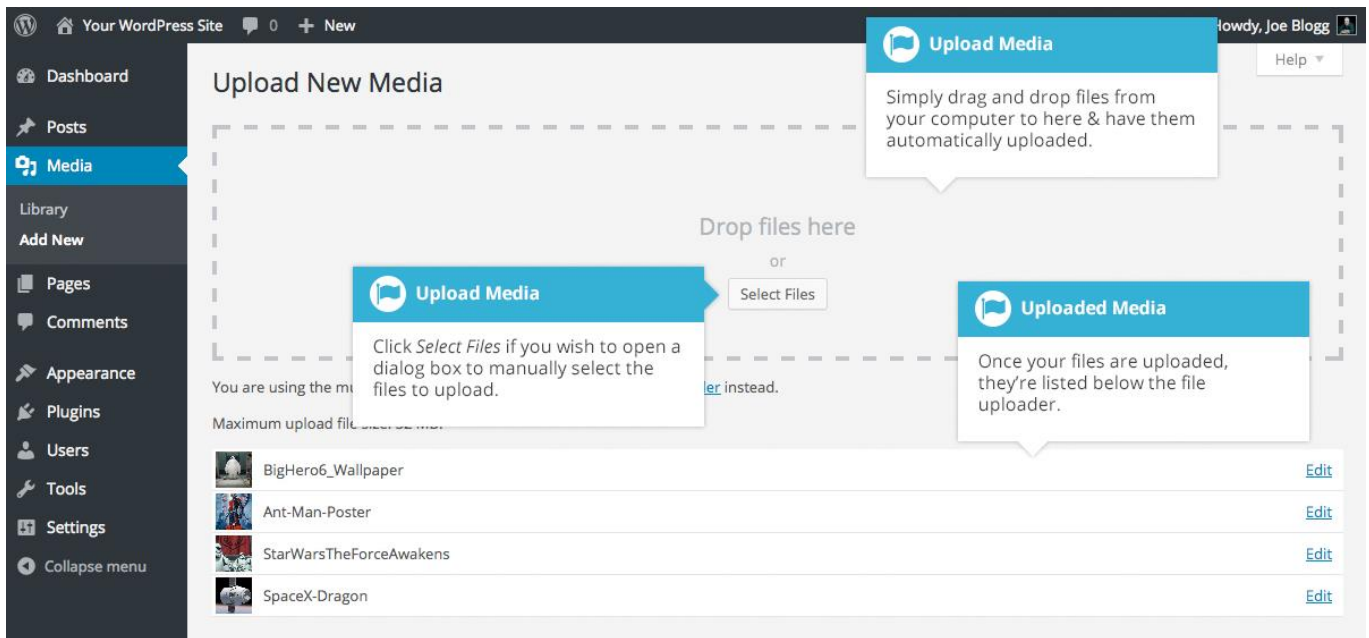 Your WordPress Site 0 + New
owdy, Joe Blogg
Help
Dashboard
Posts
Media
Library
Add New
Pages
Comments
Appearance
Plugins
Users
Tools
Settings
Collapse menu
Upload New Media
Upload Media
Simply drag and drop files from
your computer to here & have them
automatically uploaded.
Drop files here
or
Select Files
Upload Media
Click Select Files if you wish to open a
dialog box to manually select the
files to upload.
Uploaded Media
Once your files are uploaded,
they're listed below the file
uploader.
You are using the instead.
Maximum upload
BigHero6_Wallpaper Edit
Ant-Man-Poster Edit
StarWarsTheForceAwakens Edit
SpaceX-Dragon Edit